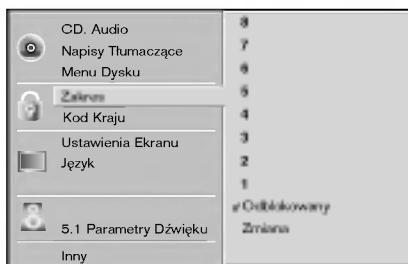 CD. Audio
Napisy Tłumaczące
Menu Dysku
Zakres
Kod Kraju
Ustawienia Ekranu
Język
5.1 Parametry Dźwięku
Inny
8
7
6
5
4
3
2
1
Odblokowany
Zmiana